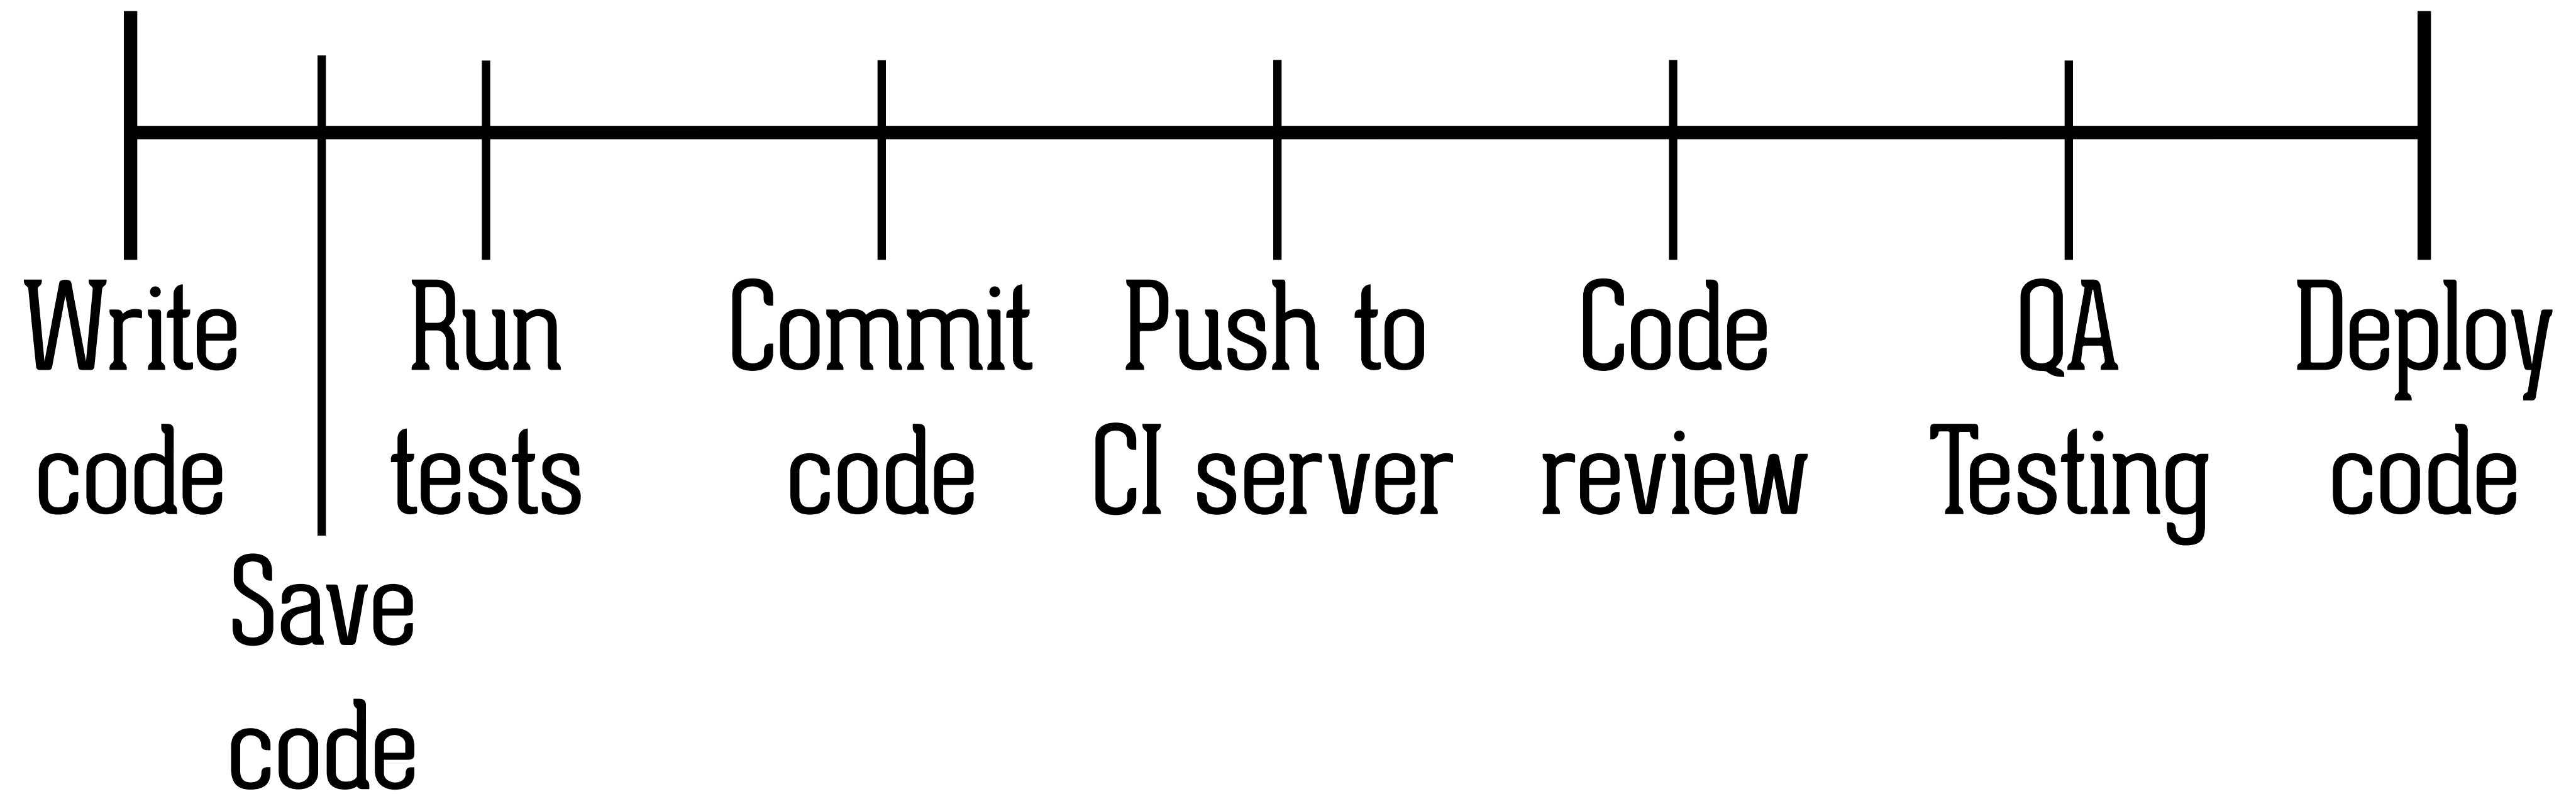 Write
code
Save
code
Run
tests
Commit
code
Push to
CI server
Code
review
QA
Testing
Deploy
code